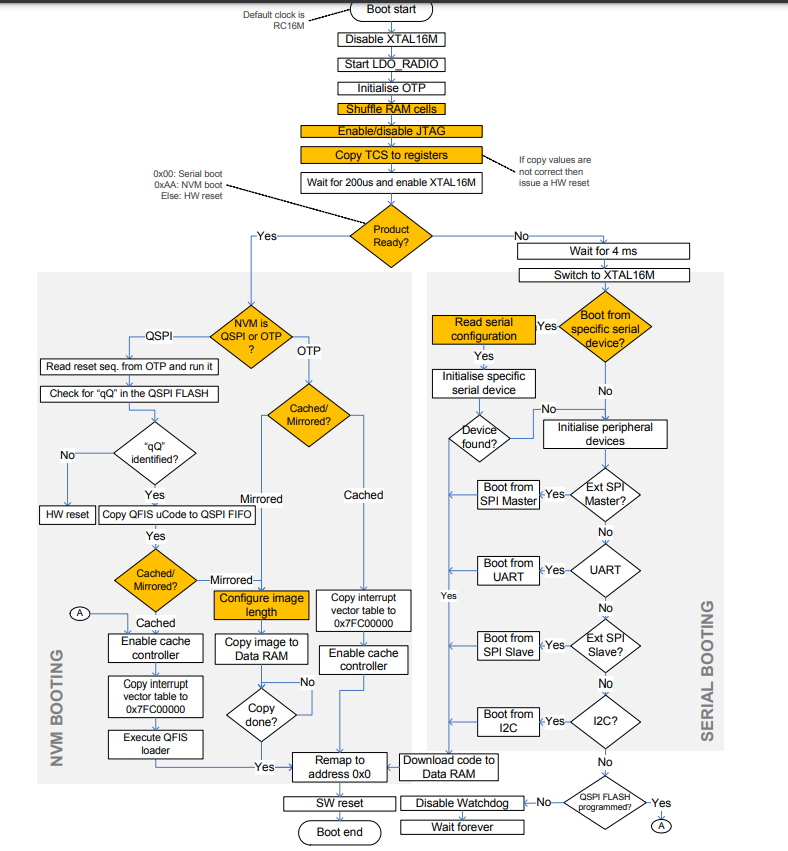 Boot start
Default clock is
RC16M
Disable XTAL16M
Start LDO_RADIO
Initialise OTP
Shuffle RAM cells
Enable/disable JTAG
Copy TCS to registers
If copy values are
not correct then
issue a HW reset
Wait for 200us and enable XTAL16M
0x00: Serial boot
0xAA: NVM boot
Else: HW reset
Product
Ready?
Yes
No
Wait for 4 ms
Switch to XTAL16M
NVM is
QSPI or OTP
?
QSPI
OTP
Read reset seq. from OTP and run it
Check for "qQ" in the QSPI FLASH
"qQ"
identified?
No
Yes
HW reset
Copy QFIS uCode to QSPI FIFO
Yes
Cached/
Mirrored?
Mirrored
Cached
Cached/
Mirrored?
Mirrored
Cached
A
Enable cache
controller
Copy interrupt
vector table to
0x7FC00000
Execute QFIS
loader
Configure image
length
Copy image to
Data RAM
Copy
done?
No
Yes
Copy interrupt
vector table to
0x7FC00000
Enable cache
controller
NVM BOOTING
Remap to
address 0x0
SW reset
Boot end
Boot from
specific serial
device?
Yes
No
Read serial
configuration
Yes
Initialise specific
serial device
Device
found?
No
Yes
Initialise peripheral
devices
Ext SPI
Master?
Yes
Boot from
SPI Master
No
UART
Yes
Boot from
UART
No
Ext SPI
Slave?
Yes
Boot from
SPI Slave
No
I2C?
Yes
Boot from
I2C
No
SERIAL BOOTING
Download code to
Data RAM
QSPI FLASH
programmed?
No
Yes
A
Disable Watchdog
Wait forever